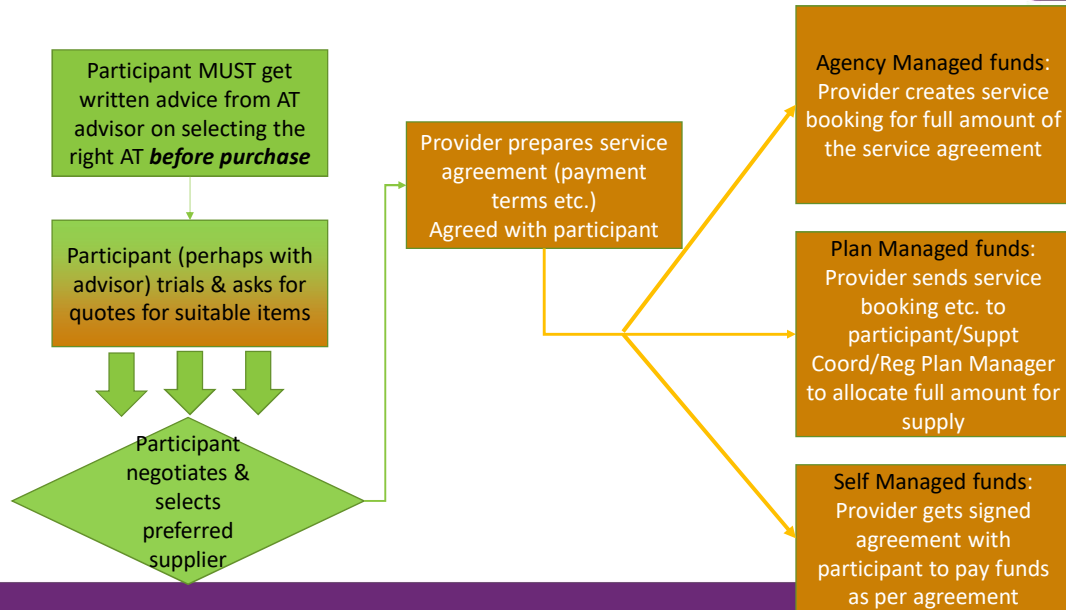 Participant MUST get
written advice from AT
advisor on selecting the
right AT before purchase
Participant (perhaps with
advisor) trials & asks for
quotes for suitable items
Participant
negotiates &
selects
preferred
supplier
Provider prepares service
agreement (payment
terms etc.)
Agreed with participant
Agency Managed funds:
Provider creates service
booking for full amount of
the service agreement
Plan Managed funds:
Provider sends service
booking etc. to
participant/Suppt
Coord/Reg Plan Manager
to allocate full amount for
supply
Self Managed funds:
Provider gets signed
agreement with
participant to pay funds
as per agreement